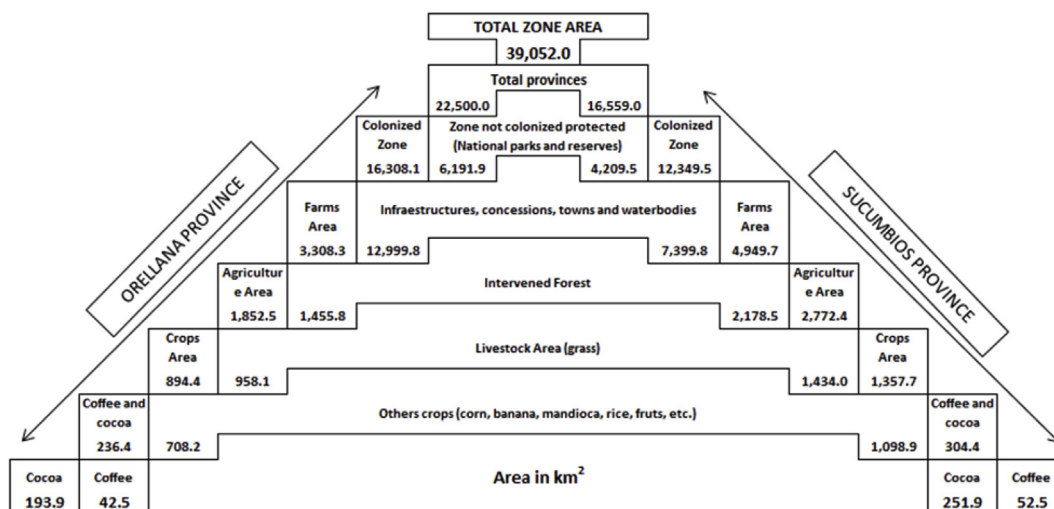 TOTAL ZONE AREA
39,052.0
Total provinces
22,500.0 16,559.0
Colonized Zone
16,308.1
Zone not colonized protected
(National parks and reserves)
6,191.9 4,209.5
Colonized Zone
12,349.5
ORELLANA PROVINCE
SUCUMBIOS PROVINCE
Farms
Area
3,308.3
Infraestructures, concessions, towns and waterbodies
12,999.8 7,399.8
Farms
Area
4,949.7
Agricultur
e Area
1,852.5
Intervened Forest
1,455.8 2,178.5
Agricultur
e Area
2,772.4
Crops
Area
894.4
Livestock Area (grass)
958.1 1,434.0
Crops
Area
1,357.7
Coffee and
cocoa
236.4
Others crops (corn, banana, mandioca, rice, fruts, etc.)
708.2 1,098.9
Coffee and
cocoa
304.4
Cocoa
193.9
Coffee
42.5
Area in km²
Cocoa
251.9
Coffee
52.5